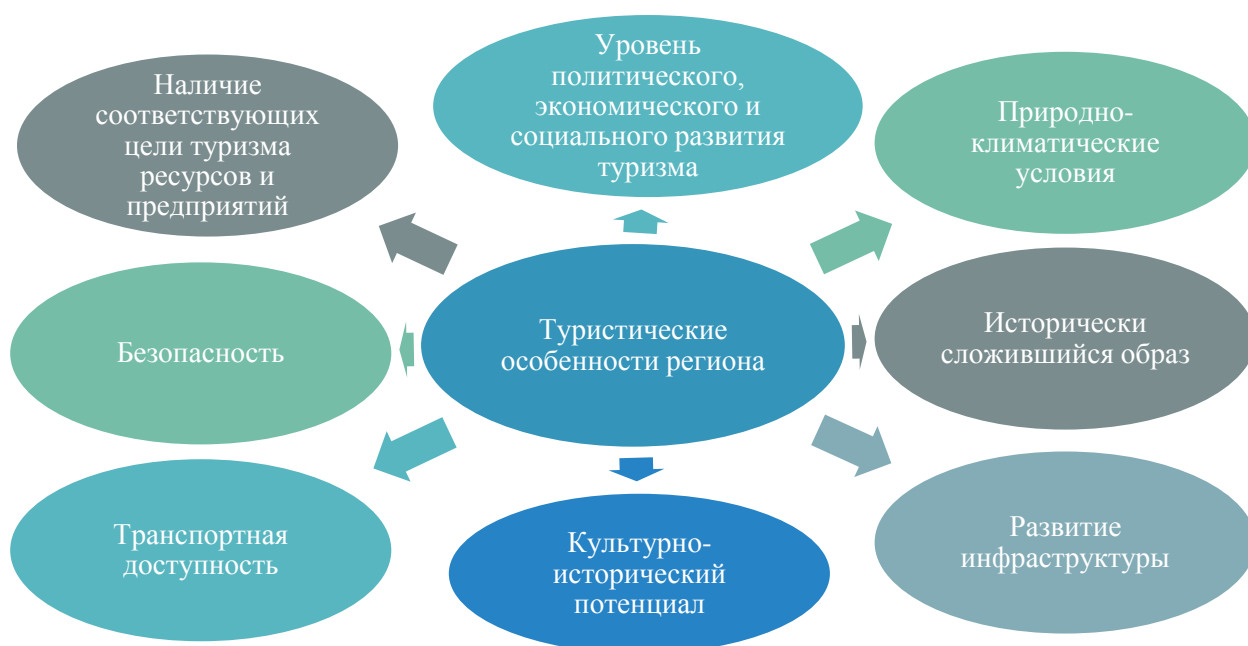 Уровень
политического,
экономического и
социального развития
туризма
Наличие
соответствующих
цели туризма
ресурсов и
предприятий
Природно-
климатические
условия
Безопасность
Туристические
особенности региона
Исторически
сложившийся образ
Транспортная
доступность
Культурно-
исторический
потенциал
Развитие
инфраструктуры